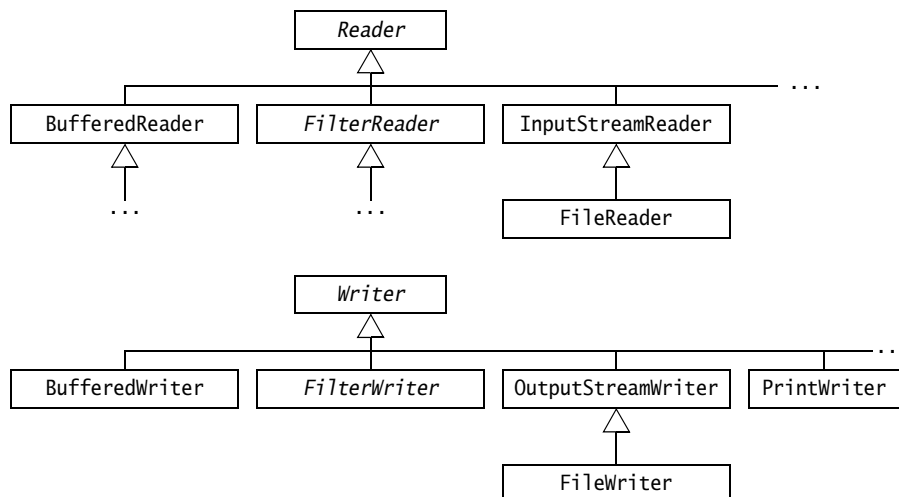 Reader
...
BufferedReader FilterReader InputStreamReader
... ...
FileReader
Writer
..
BufferedWriter FilterWriter OutputStreamWriter PrintWriter
FileWriter